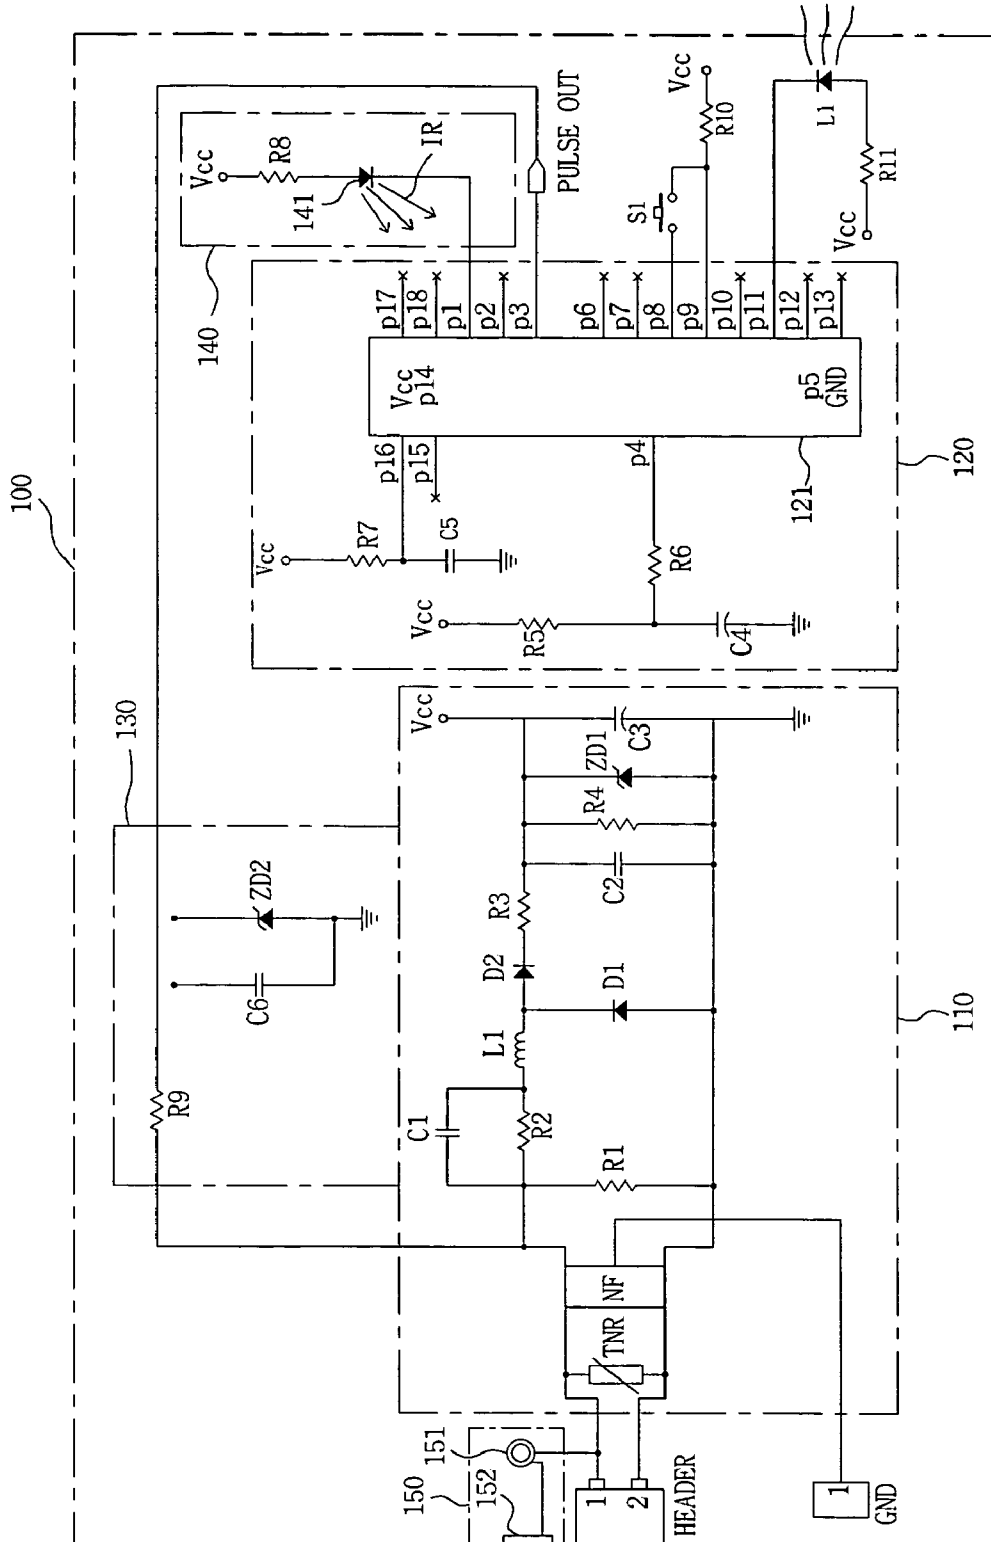 100
130
140
Vcc
R8
141
IR
PULSE OUT
Vcc
R10
S1
L1
R11
Vcc
p17
p18
p1
p2
p3
p6
p7
p8
p9
p10
p11
p12
p13
Vcc
p14
p5
GND
p16
p15
p4
121
120
Vcc
R7
C5
R6
Vcc
R5
C4
Vcc
C3
ZD1
R4
C2
R3
D2
D1
L1
C1
R2
R1
110
ZD2
C6
R9
NF
TNR
151
150
152
1
2
HEADER
1
GND